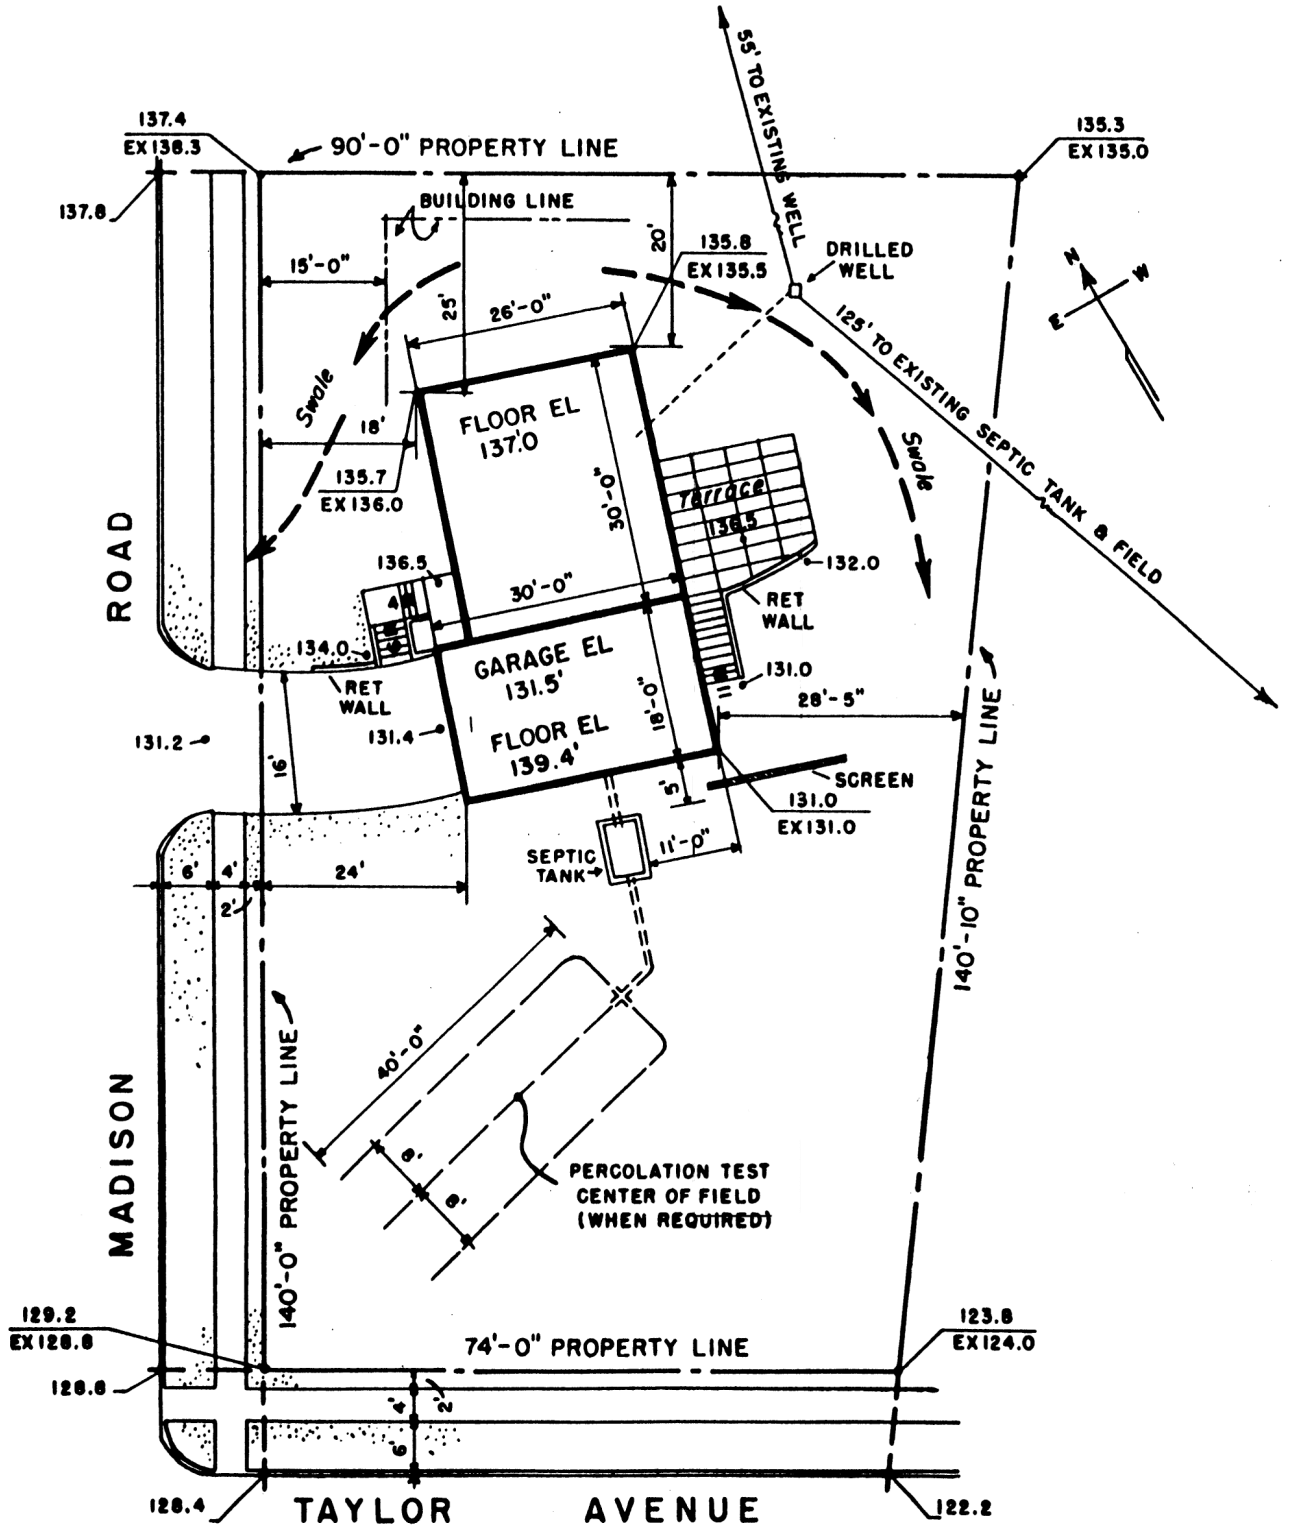 55' TO EXISTING WELL
137.4
EX 138.3
90'-0" PROPERTY LINE
135.3
EX 135.0
137.8
BUILDING LINE
20'
135.8
EX 135.5
DRILLED
WELL
N
W
E
15'-0"
25'
26'-0"
125' TO EXISTING SEPTIC TANK & FIELD
Swale
18'
FLOOR EL
137.0
Swale
135.7
EX 136.0
30'-0"
Terrace
136.5
ROAD
136.5
30'-0"
132.0
4
RET
WALL
134.0
GARAGE EL
131.5'
131.0
11
RET
WALL
18'-0"
28'-5"
131.2
131.4
FLOOR EL
139.4'
16'
5'
SCREEN
131.0
EX 131.0
140'-10" PROPERTY LINE
11'-0"
SEPTIC
TANK
6'
4'
2'
24'
40'-0"
140'-0" PROPERTY LINE
MADISON
8'
8'
PERCOLATION TEST
CENTER OF FIELD
(WHEN REQUIRED)
129.2
EX 128.8
74'-0" PROPERTY LINE
123.8
EX 124.0
128.6
4'
2'
6'
128.4
TAYLOR AVENUE
122.2